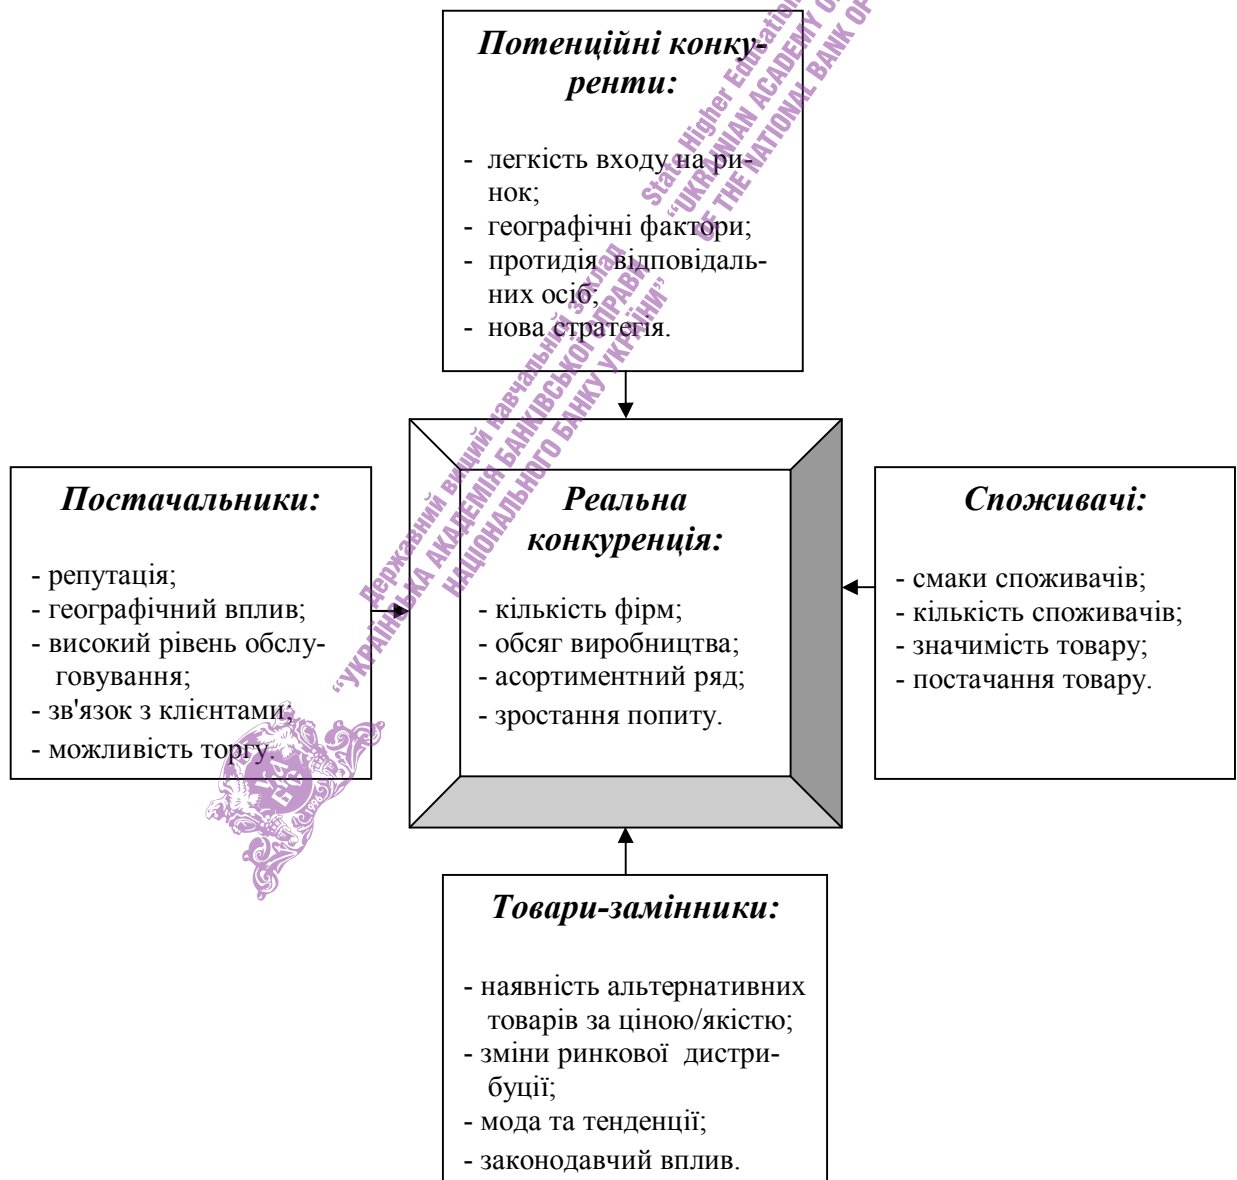 Потенційні конку-
ренти:
- легкість входу на ри-
нок;
- географічні фактори;
- протидія відповідаль-
них осіб;
- нова стратегія.
Постачальники:
- репутація;
- географічний вплив;
- високий рівень обслу-
говування;
- зв'язок з клієнтами;
- можливість торгу.
Реальна
конкуренція:
- кількість фірм;
- обсяг виробництва;
- асортиментний ряд;
- зростання попиту.
Споживачі:
- смаки споживачів;
- кількість споживачів;
- значимість товару;
- постачання товару.
Товари-замінники:
- наявність альтернативних
товарів за ціною/якістю;
- зміни ринкової дистри-
буції;
- мода та тенденції;
- законодавчий вплив.
Державний вищий навчальний заклад
“УКРАЇНСЬКА АКАДЕМІЯ БАНКІВСЬКОЇ СПРАВИ
НАЦІОНАЛЬНОГО БАНКУ УКРАЇНИ”
State Higher Education
“UKRAINIAN ACADEMY OF
OF THE NATIONAL BANK OF
1996